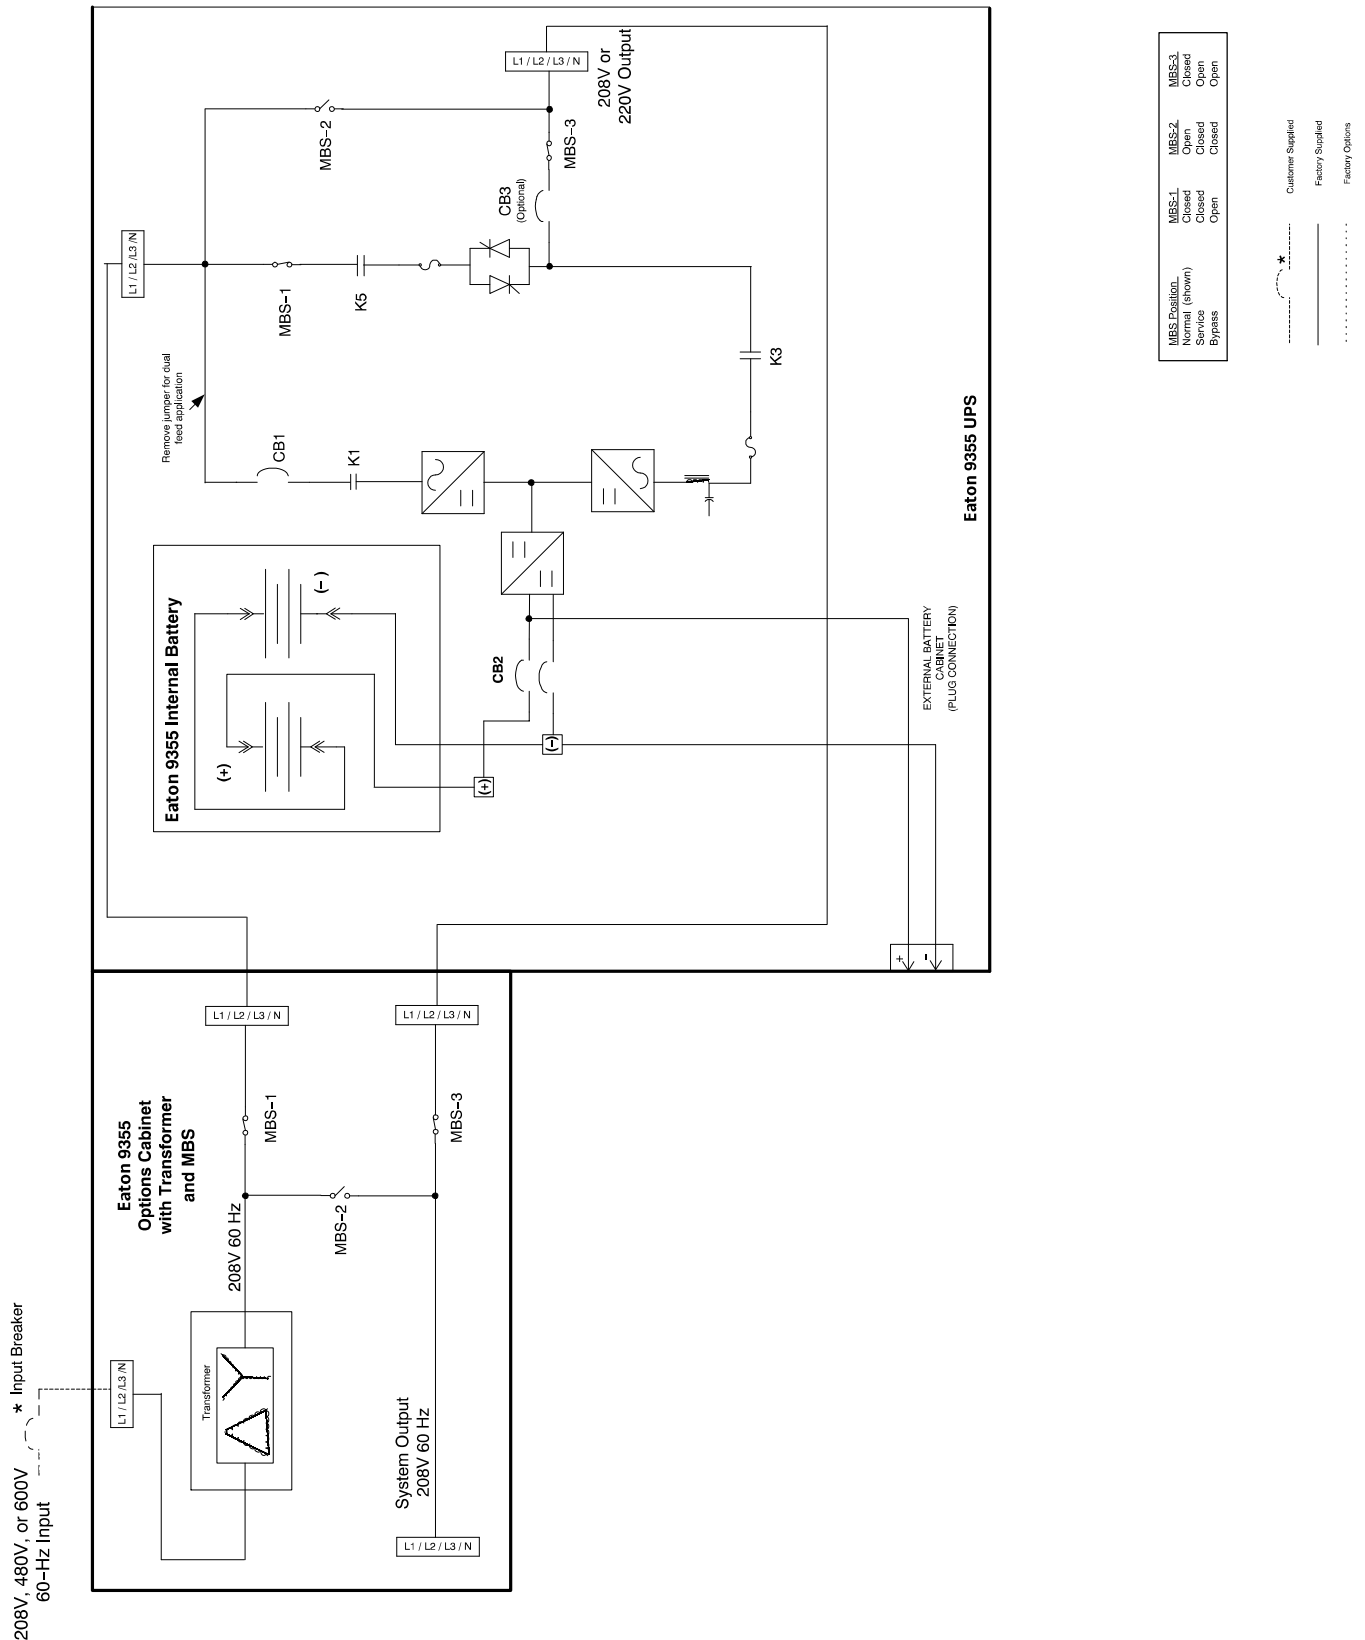 208V, 480V, or 600V
60-Hz Input
* Input Breaker
L1 / L2 /L3 /N
Eaton 9355
Options Cabinet
with Transformer
and MBS
Transformer
208V 60 Hz
MBS-1
MBS-2
MBS-3
L1 / L2 / L3 / N
L1 / L2 / L3 / N
System Output
208V 60 Hz
L1 / L2 / L3 / N
L1 / L2 /L3 /N
Remove jumper for dual
feed application
MBS-2
MBS-1
K5
CB1
K1
Eaton 9355 Internal Battery
(+)
(-)
(+)
(-)
CB2
CB3
(Optional)
MBS-3
L1 / L2 / L3 / N
208V or
220V Output
K3
EXTERNAL BATTERY
CABINET
(PLUG CONNECTION)
+
-
Eaton 9355 UPS
MBS Position MBS-1 MBS-2 MBS-3
Normal (shown) Closed Open Closed
Service Closed Closed Open
Bypass Open Closed Open
*
Customer Supplied
Factory Supplied
Factory Options